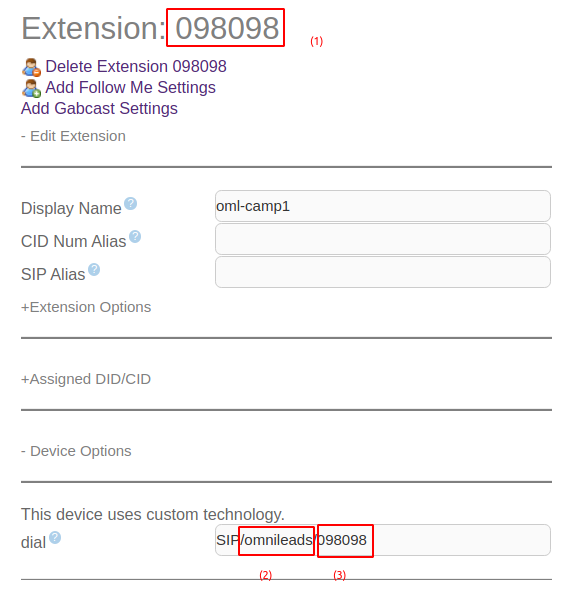 Extension: 098098
(1)
Delete Extension 098098
Add Follow Me Settings
Add Gabcast Settings
- Edit Extension
Display Name ? oml-camp1
CID Num Alias ?
SIP Alias ?
+Extension Options
+Assigned DID/CID
- Device Options
This device uses custom technology.
dial ? SIP/omnileads/098098
(2) (3)